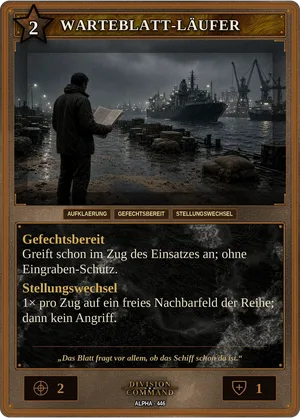 2
WARTEBLATT-LÄUFER
AUFKLAERUNG
GEFECHTSBEREIT
STELLUNGSWECHSEL
Gefechtsbereit
Greift schon im Zug des Einsatzes an; ohne
Eingraben-Schutz.
Stellungswechsel
1× pro Zug auf ein freies Nachbarfeld der Reihe;
dann kein Angriff.
„Das Blatt fragt vor allem, ob das Schiff schon da ist.“
2
DIVISION
COMMAND
ALPHA · 446
1